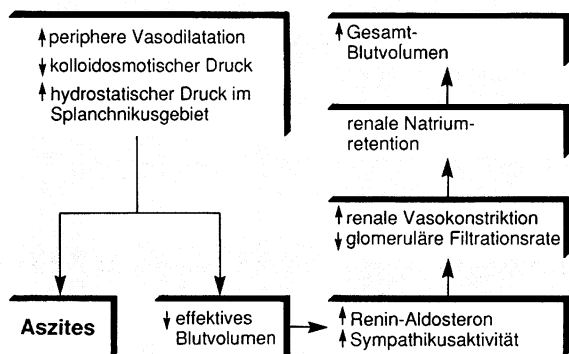 ↑ periphere Vasodilatation
↓ kolloidosmotischer Druck
↑ hydrostatischer Druck im
Splanchnikusgebiet
Aszites
↓ effektives
Blutvolumen
↑ Renin-Aldosteron
↑ Sympathikusaktivität
↑ renale Vasokonstriktion
↓ glomeruläre Filtrationsrate
renale Natrium-
retention
↑ Gesamt-
Blutvolumen